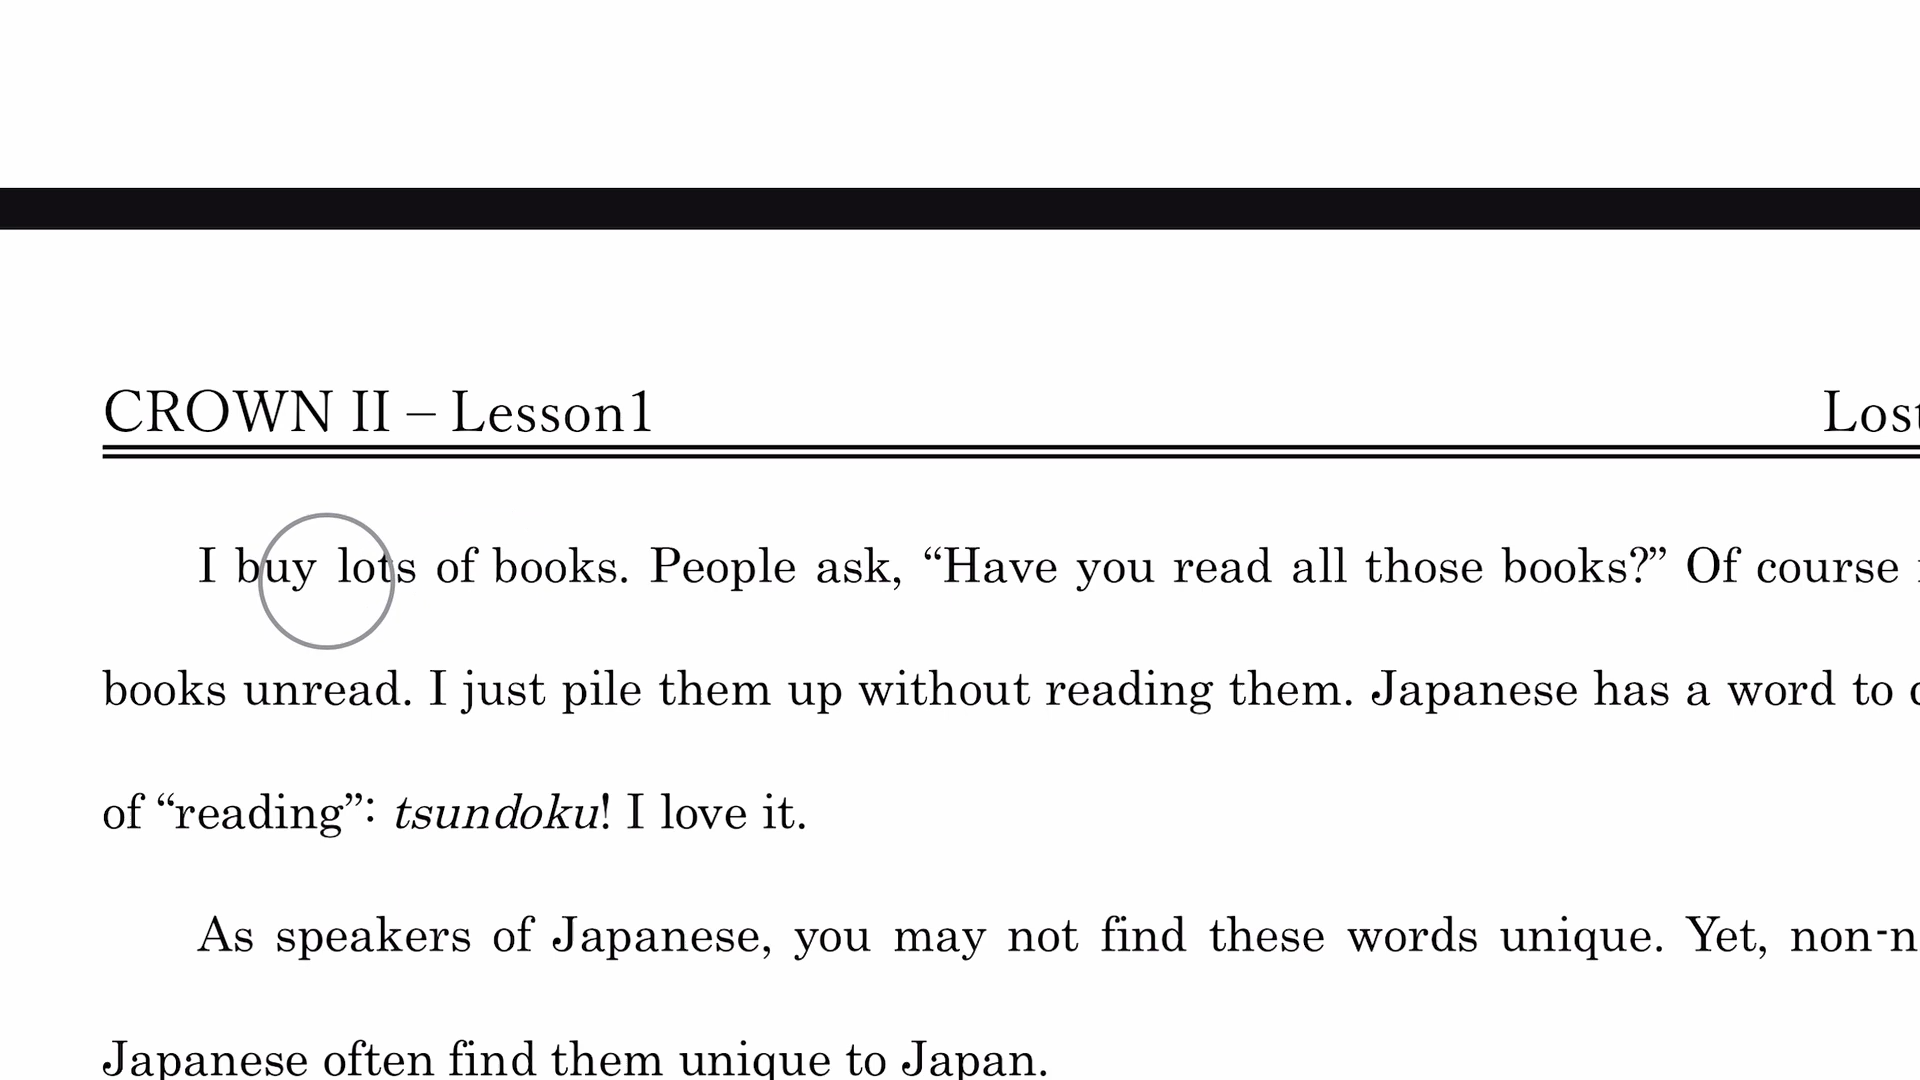 CROWN II – Lesson1 Lost
I buy lots of books. People ask, “Have you read all those books?” Of course
books unread. I just pile them up without reading them. Japanese has a word to
of “reading”: tsundoku! I love it.
As speakers of Japanese, you may not find these words unique. Yet, non-n
Japanese often find them unique to Japan.